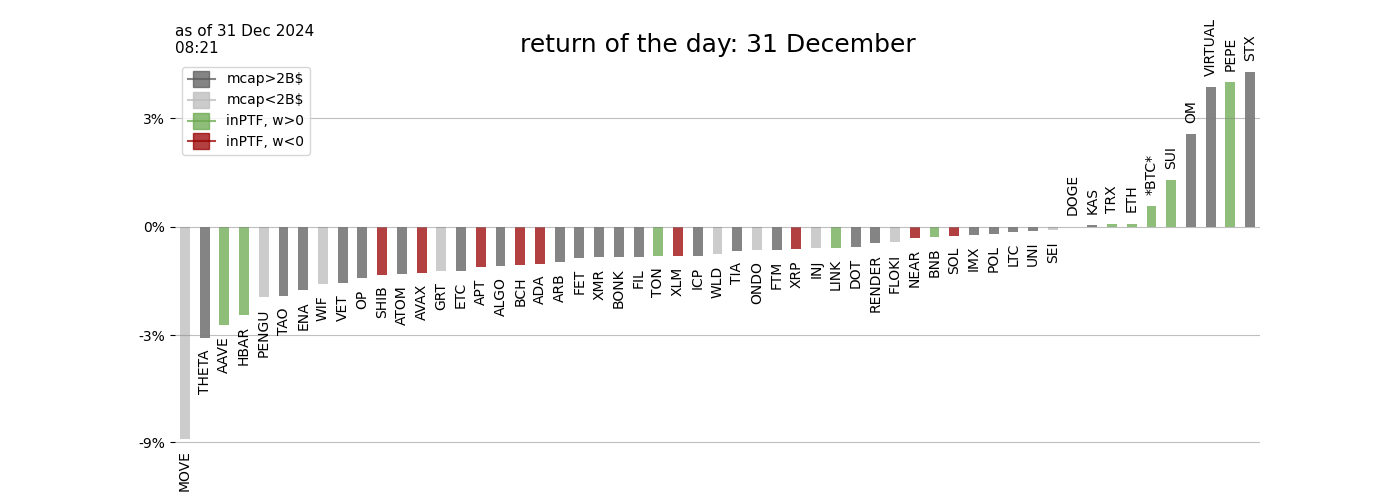 as of 31 Dec 2024
08:21
return of the day: 31 December
mcap>2B$
mcap<2B$
inPTF, w>0
inPTF, w<0
3%
0%
-3%
-9%
MOVE
THETA
AAVE
HBAR
PENGU
TAO
ENA
WIF
VET
OP
SHIB
ATOM
AVAX
GRT
ETC
APT
ALGO
BCH
ADA
ARB
FET
XMR
BONK
FIL
TON
XLM
ICP
WLD
TIA
ONDO
FTM
XRP
INJ
LINK
DOT
RENDER
FLOKI
NEAR
BNB
SOL
IMX
POL
LTC
UNI
SEI
DOGE
KAS
TRX
ETH
*BTC*
SUI
OM
VIRTUAL
PEPE
STX